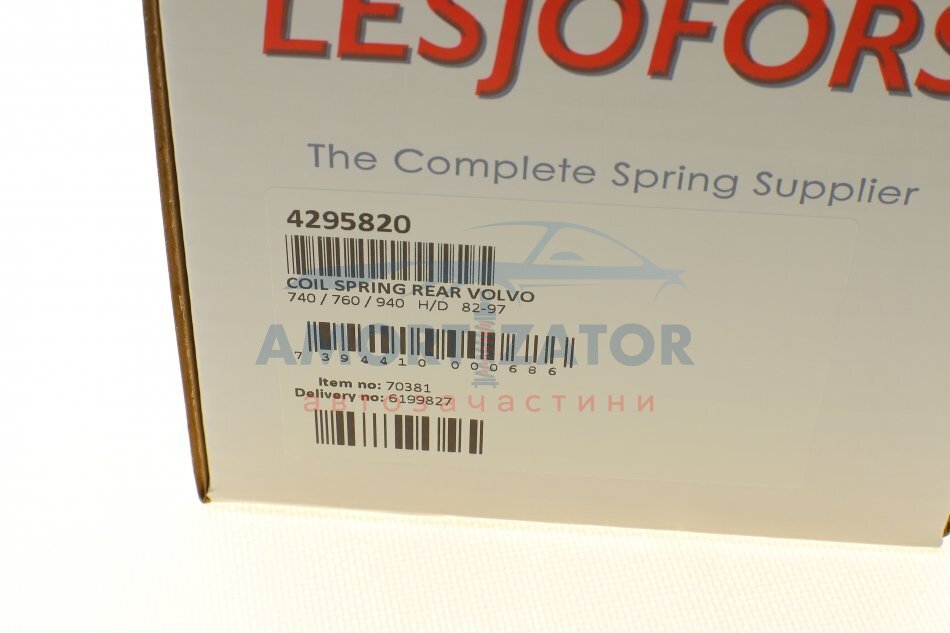 LESJOFORS
The Complete Spring Supplier
4295820
COIL SPRING REAR VOLVO
740 / 760 / 940 H/D 82-97
AMORTIZATOR
7 394410 000686
Item no: 70381
Delivery no: 6199827
автозачастини